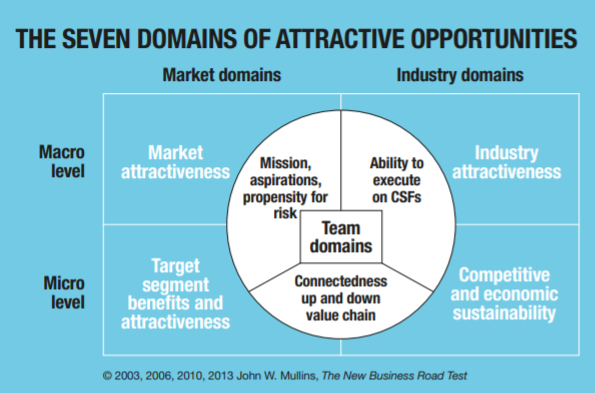 THE SEVEN DOMAINS OF ATTRACTIVE OPPORTUNITIES
Market domains
Industry domains
Macro
level
Market
attractiveness
Mission,
aspirations,
propensity for
risk
Ability to
execute
on CSFs
Industry
attractiveness
Team
domains
Micro
level
Target
segment
benefits and
attractiveness
Connectedness
up and down
value chain
Competitive
and economic
sustainability
© 2003, 2006, 2010, 2013 John W. Mullins, The New Business Road Test